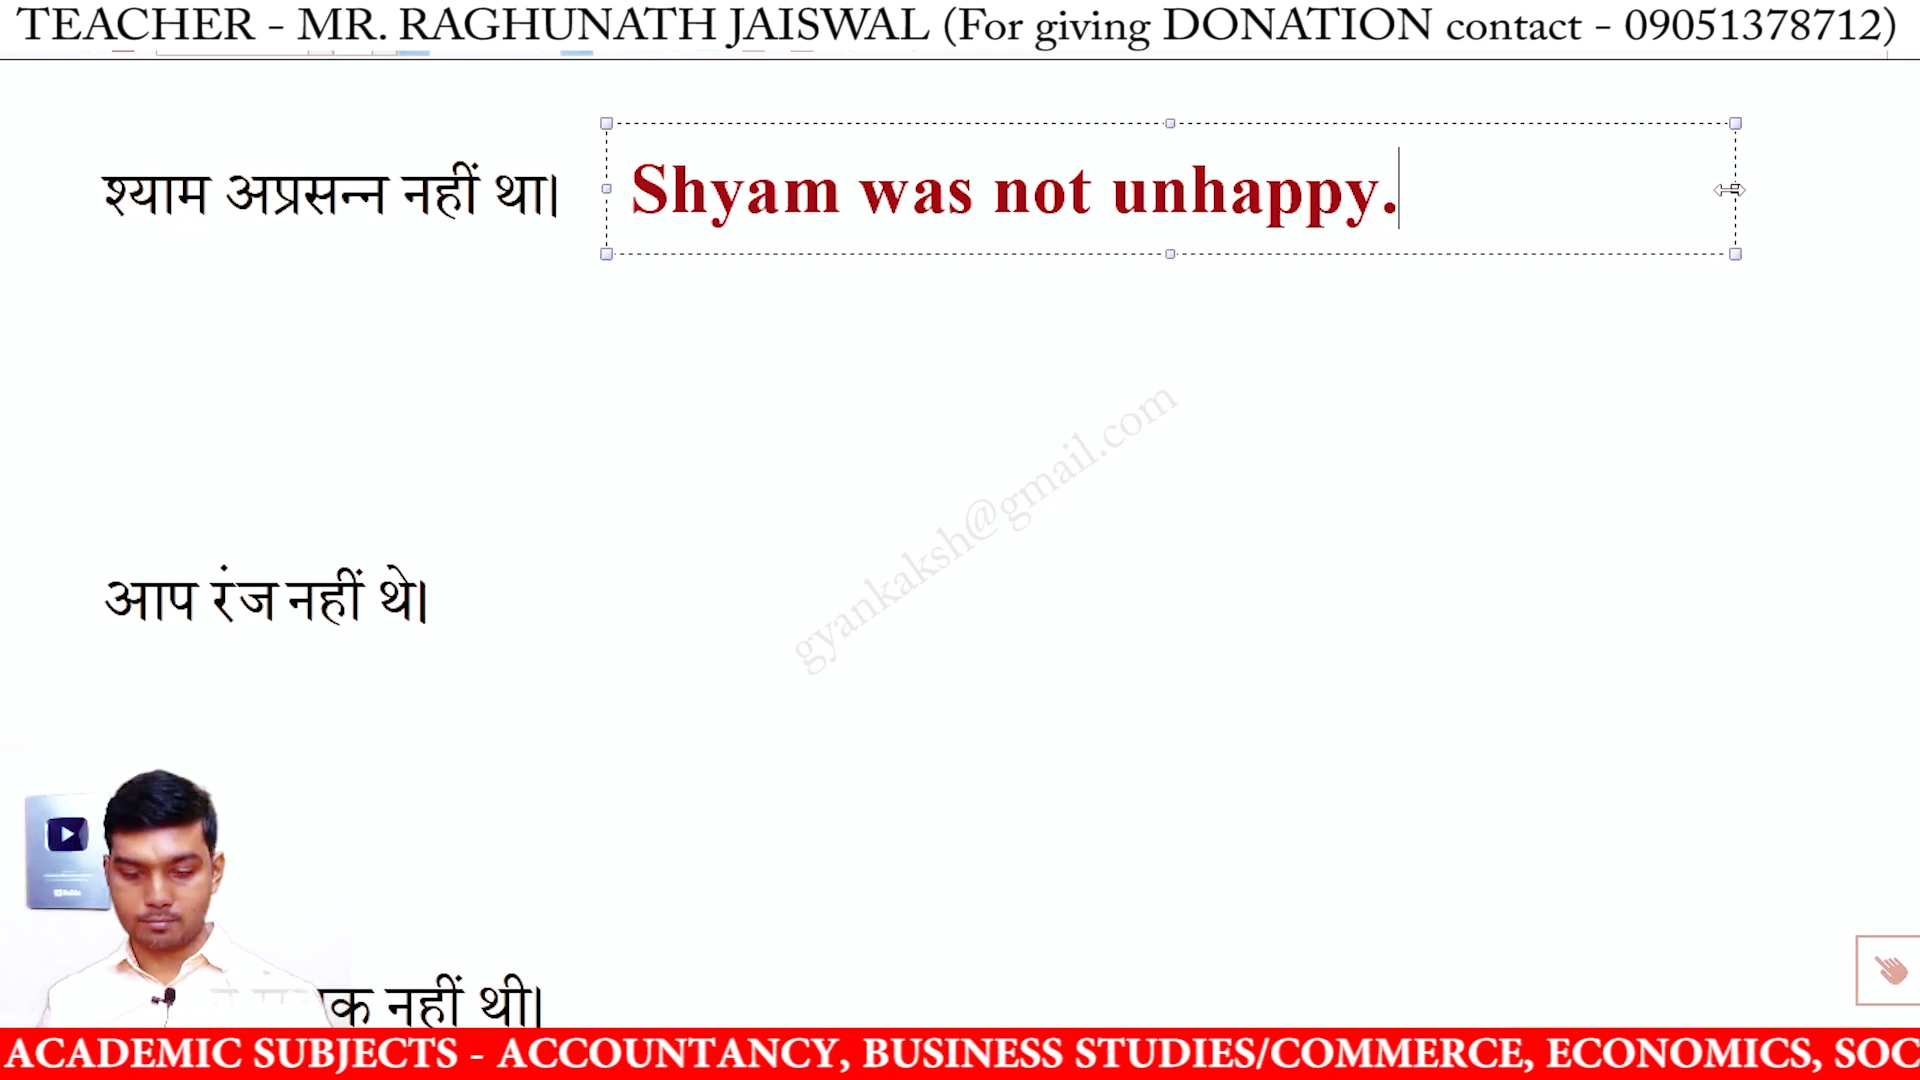 TEACHER - MR. RAGHUNATH JAISWAL (For giving DONATION contact - 09051378712)
श्याम अप्रसन्न नहीं था। Shyam was not unhappy.
gyankaksh@gmail.com
आप रंज नहीं थे।
नहीं थी।
ACADEMIC SUBJECTS - ACCOUNTANCY, BUSINESS STUDIES/COMMERCE, ECONOMICS, SOC